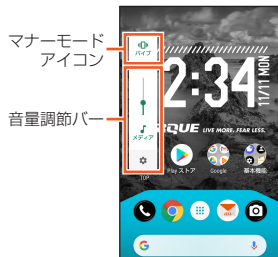 マナーモード
アイコン
音量調節バー
バイブ
メディア
2:34
11/11 MON
TORQUE LIVE MORE. FEAR LESS.
Play ストア
Google
基本機能
TOP
G